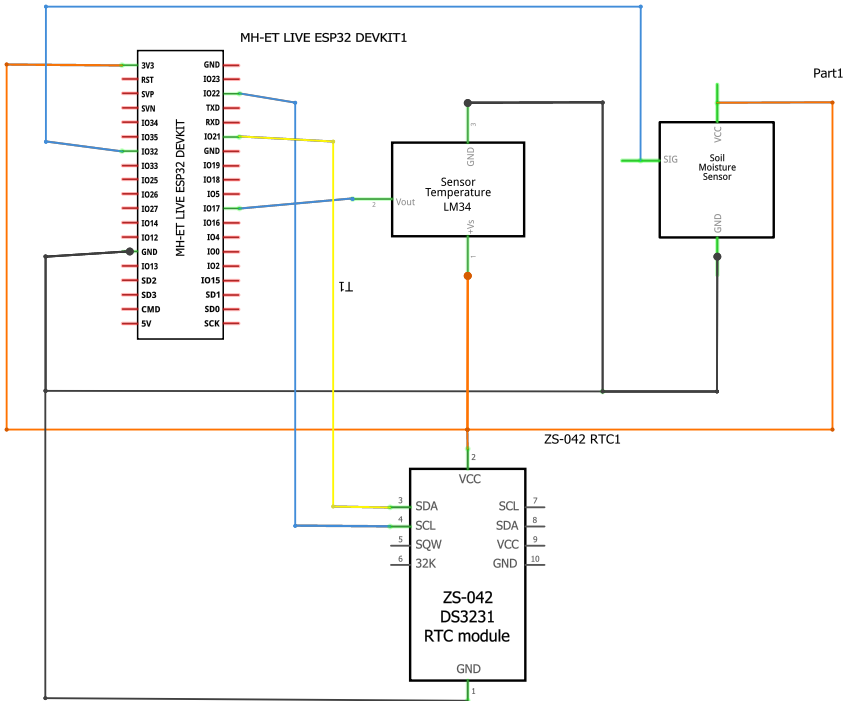 MH-ET LIVE ESP32 DEVKIT1
3V3
RST
SVP
SVN
IO34
IO35
IO32
IO33
IO25
IO26
IO27
IO14
IO12
GND
IO13
SD2
SD3
CMD
5V
MH-ET LIVE ESP32 DEVKIT
GND
IO23
IO22
TXD
RXD
IO21
GND
IO19
IO18
IO5
IO17
IO16
IO4
IO0
IO2
IO15
SD1
SD0
SCK
T1
3
GND
Sensor
Temperature
LM34
2
Vout
+Vs
1
Part1
VCC
SIG
Soil
Moisture
Sensor
GND
ZS-042 RTC1
2
VCC
3 SDA
4 SCL
5 SQW
6 32K
SCL 7
SDA 8
VCC 9
GND 10
ZS-042
DS3231
RTC module
GND
1